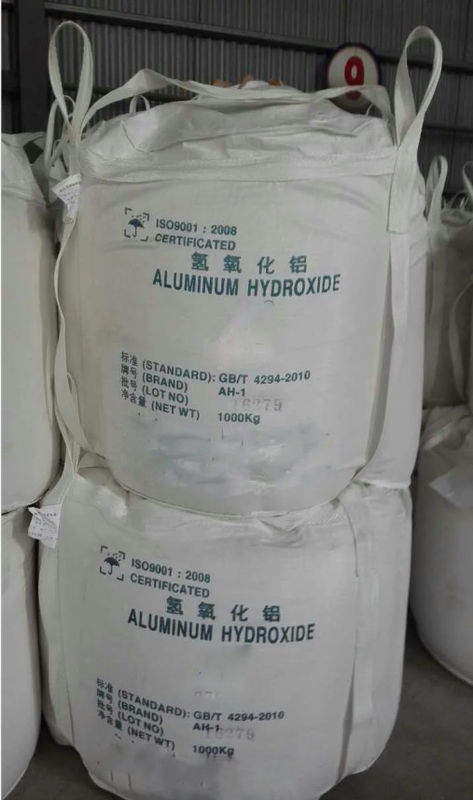 9
ISO9001 : 2008
CERTIFICATED
氢氧化铝
ALUMINUM HYDROXIDE
标准 (STANDARD): GB/T 4294-2010
牌号 (BRAND) AH-1
批号 (LOT NO) 16279
净含量 (NET WT) 1000Kg
ISO9001 : 2008
CERTIFICATED
氢氧化铝
ALUMINUM HYDROXIDE
标准 (STANDARD): GB/T 4294-2010
牌号 (BRAND) AH-1
批号 (LOT NO) 16279
净含量 (NET WT) 1000Kg